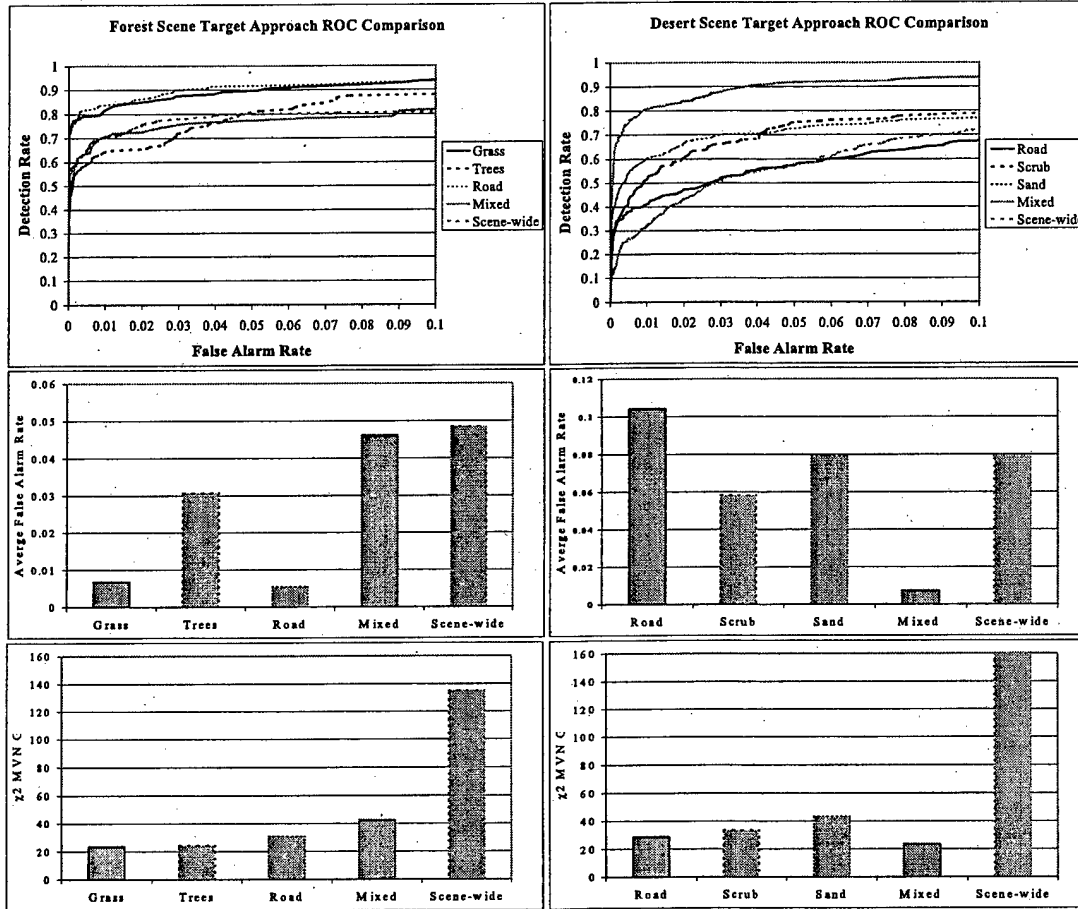 Forest Scene Target Approach ROC Comparison
Detection Rate
1
0.9
0.8
0.7
0.6
0.5
0.4
0.3
0.2
0.1
0
0 0.01 0.02 0.03 0.04 0.05 0.06 0.07 0.08 0.09 0.1
False Alarm Rate
Grass
Trees
Road
Mixed
Scene-wide
Desert Scene Target Approach ROC Comparison
Detection Rate
1
0.9
0.8
0.7
0.6
0.5
0.4
0.3
0.2
0.1
0
0 0.01 0.02 0.03 0.04 0.05 0.06 0.07 0.08 0.09 0.1
False Alarm Rate
Road
Scrub
Sand
Mixed
Scene-wide
Averge False Alarm Rate
0.06
0.05
0.04
0.03
0.02
0.01
0
Grass Trees Road Mixed Scene-wide
Average False Alarm Rate
0.12
0.1
0.08
0.06
0.04
0.02
0
Road Scrub Sand Mixed Scene-wide
χ2 MVN C
160
140
120
100
80
60
40
20
0
Grass Trees Road Mixed Scene-wide
χ2 MVN C
160
140
120
100
80
60
40
20
0
Road Scrub Sand Mixed Scene-wide